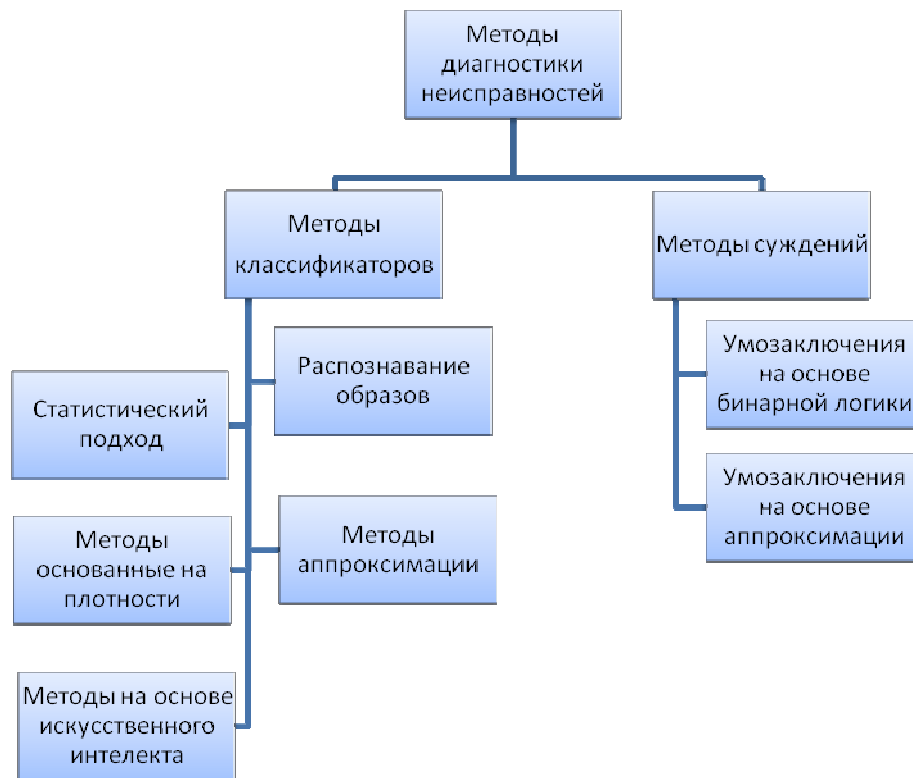 Методы
диагностики
неисправностей
Методы
классификаторов
Методы суждений
Распознавание
образов
Статистический
подход
Методы
аппроксимации
Методы
основанные на
плотности
Методы на основе
искусственного
интелекта
Умозаключения
на основе
бинарной логики
Умозаключения
на основе
аппроксимации